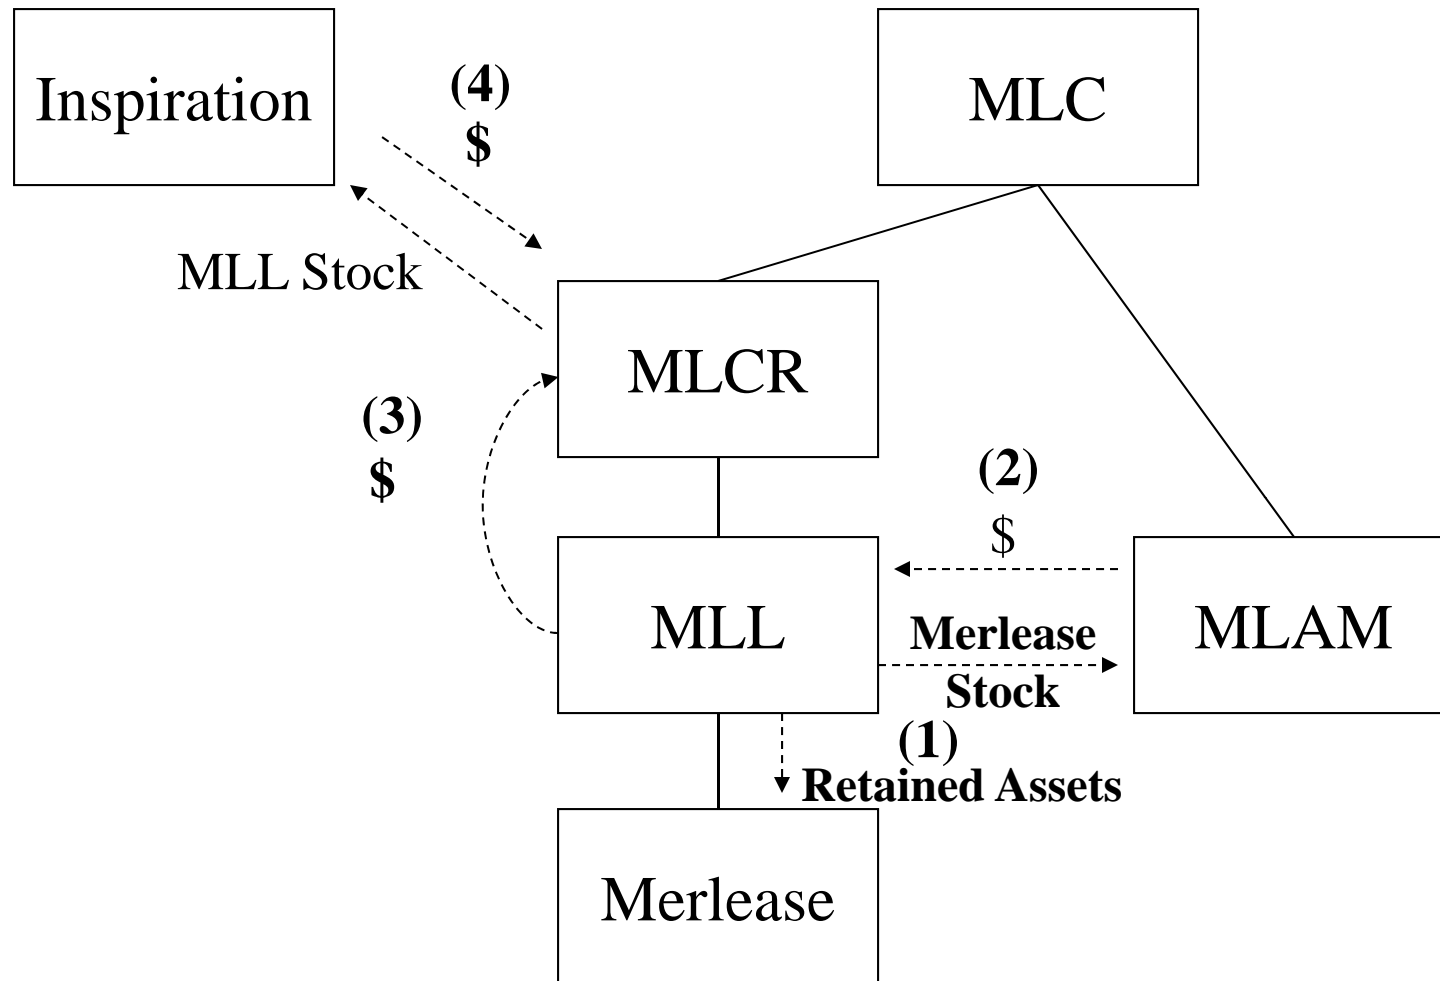 Inspiration
(4)
$
MLC
MLL Stock
MLCR
(3)
$
(2)
$
MLL
Merlease
Stock
MLAM
(1)
Retained Assets
Merlease